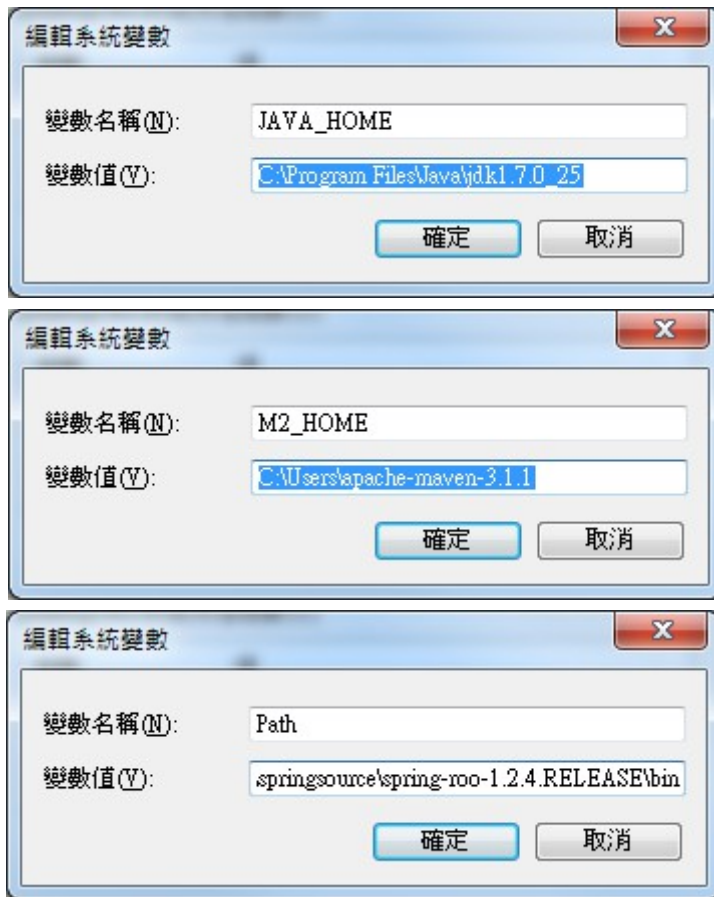 編輯系統變數
變數名稱(N): JAVA_HOME
變數值(V): C:\Program Files\Java\jdk1.7.0_25
確定 取消
編輯系統變數
變數名稱(N): M2_HOME
變數值(V): C:\Users\apache-maven-3.1.1
確定 取消
編輯系統變數
變數名稱(N): Path
變數值(V): springsource\spring-roo-1.2.4.RELEASE\bin
確定 取消